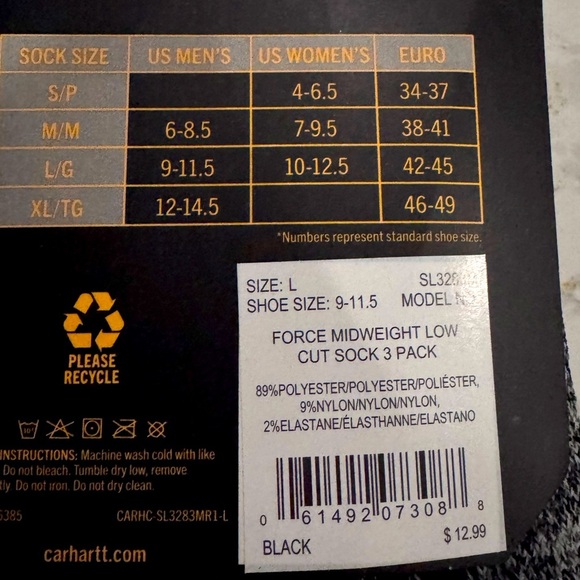 SOCK SIZE US MEN'S US WOMEN'S EURO
S/P 4-6.5 34-37
M/M 6-8.5 7-9.5 38-41
L/G 9-11.5 10-12.5 42-45
XL/TG 12-14.5 46-49
*Numbers represent standard shoe size.
SIZE: L
SHOE SIZE: 9-11.5 MODEL
FORCE MIDWEIGHT LOW
CUT SOCK 3 PACK
89%POLYESTER/POLYESTER/POLIÉSTER,
9%NYLON/NYLON/NYLON,
2%ELASTANE/ÉLASTHANNE/ELASTANO
0 61492 07308 8
BLACK $12.99
PLEASE
RECYCLE
INSTRUCTIONS: Machine wash cold with like
Do not bleach. Tumble dry low, remove
Do not iron. Do not dry clean.
CARHC-SL3283MR1-L
carhartt.com